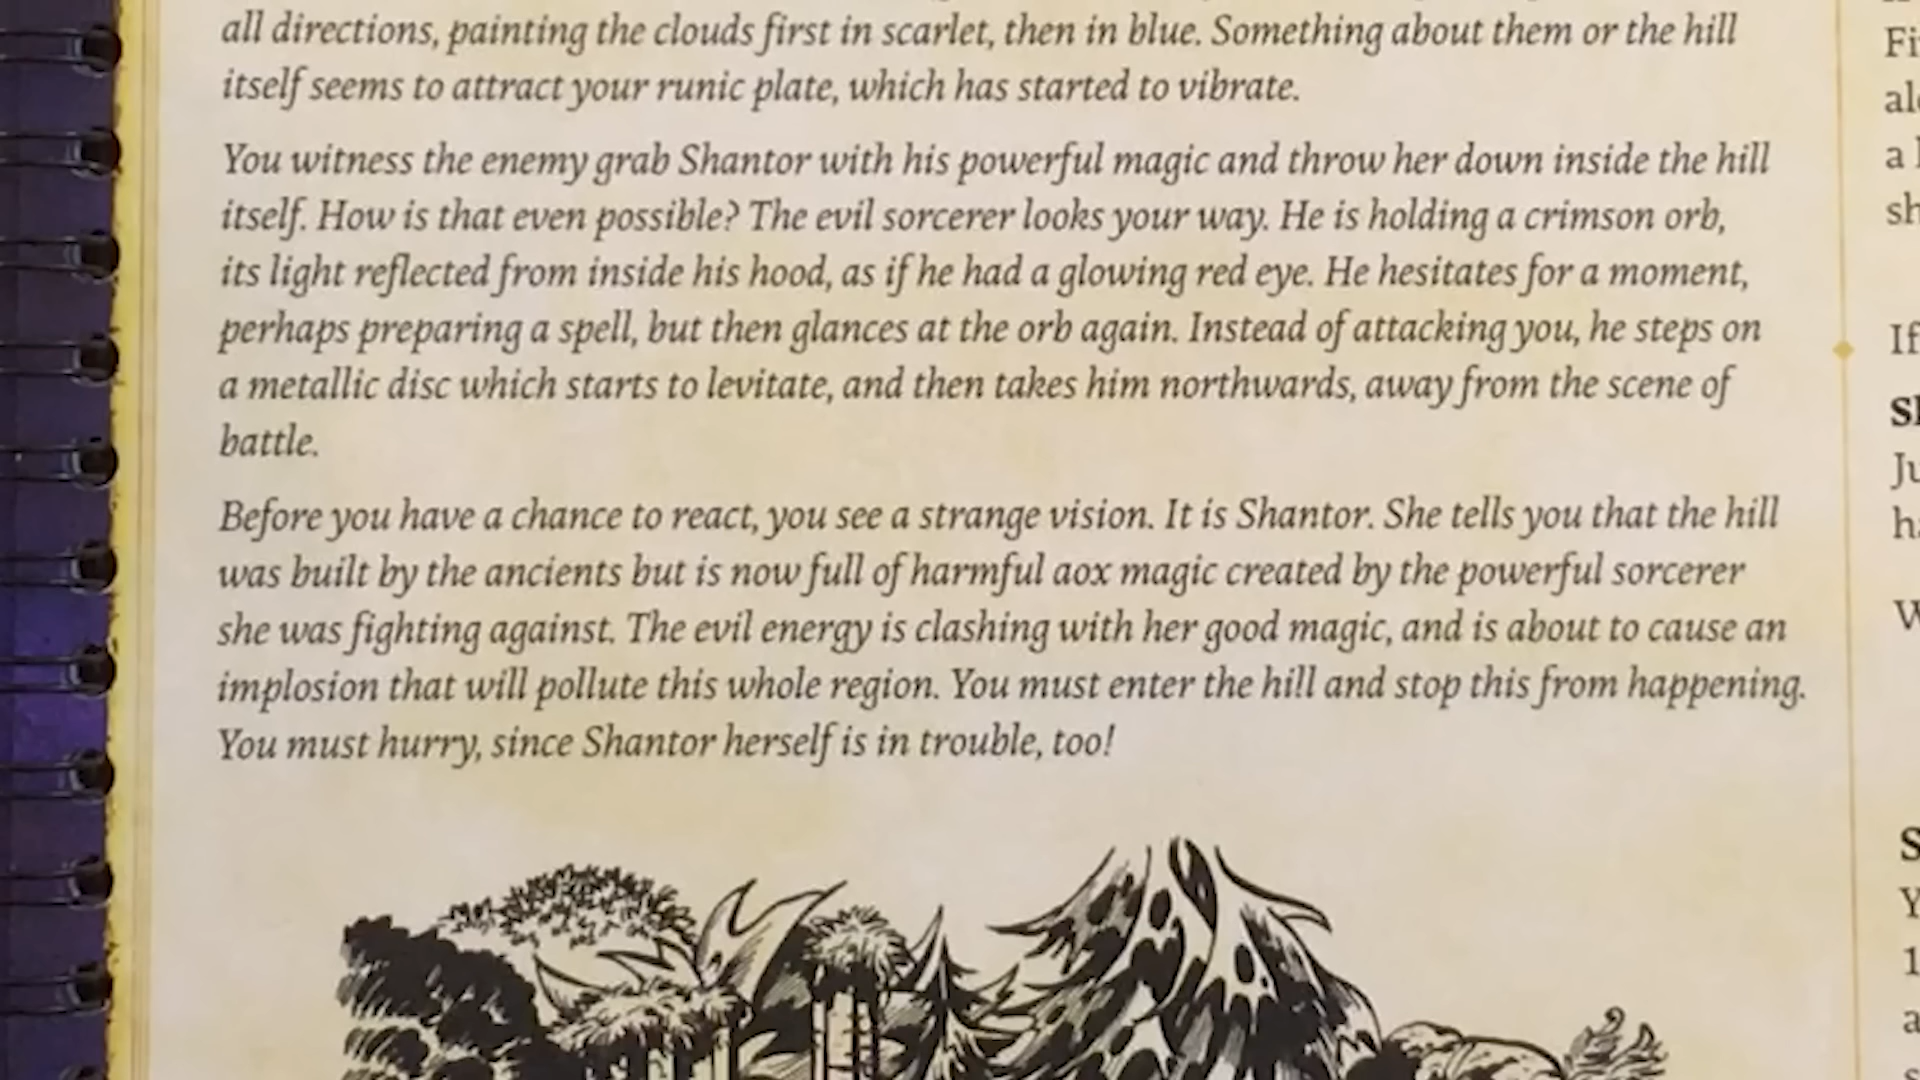 all directions, painting the clouds first in scarlet, then in blue. Something about them or the hill
itself seems to attract your runic plate, which has started to vibrate.
You witness the enemy grab Shantor with his powerful magic and throw her down inside the hill
itself. How is that even possible? The evil sorcerer looks your way. He is holding a crimson orb,
its light reflected from inside his hood, as if he had a glowing red eye. He hesitates for a moment,
perhaps preparing a spell, but then glances at the orb again. Instead of attacking you, he steps on
a metallic disc which starts to levitate, and then takes him northwards, away from the scene of
battle.
Before you have a chance to react, you see a strange vision. It is Shantor. She tells you that the hill
was built by the ancients but is now full of harmful aox magic created by the powerful sorcerer
she was fighting against. The evil energy is clashing with her good magic, and is about to cause an
implosion that will pollute this whole region. You must enter the hill and stop this from happening.
You must hurry, since Shantor herself is in trouble, too!
If